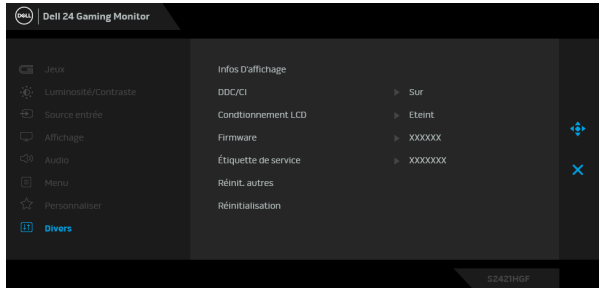 DELL Dell 24 Gaming Monitor
Jeux
Luminosité/Contraste
Source entrée
Affichage
Audio
Menu
Personnaliser
Divers
Infos D'affichage
DDC/CI Sur
Condtionnement LCD Eteint
Firmware XXXXXX
Étiquette de service XXXXXXX
Réinit. autres
Réinitialisation
S2421HGF